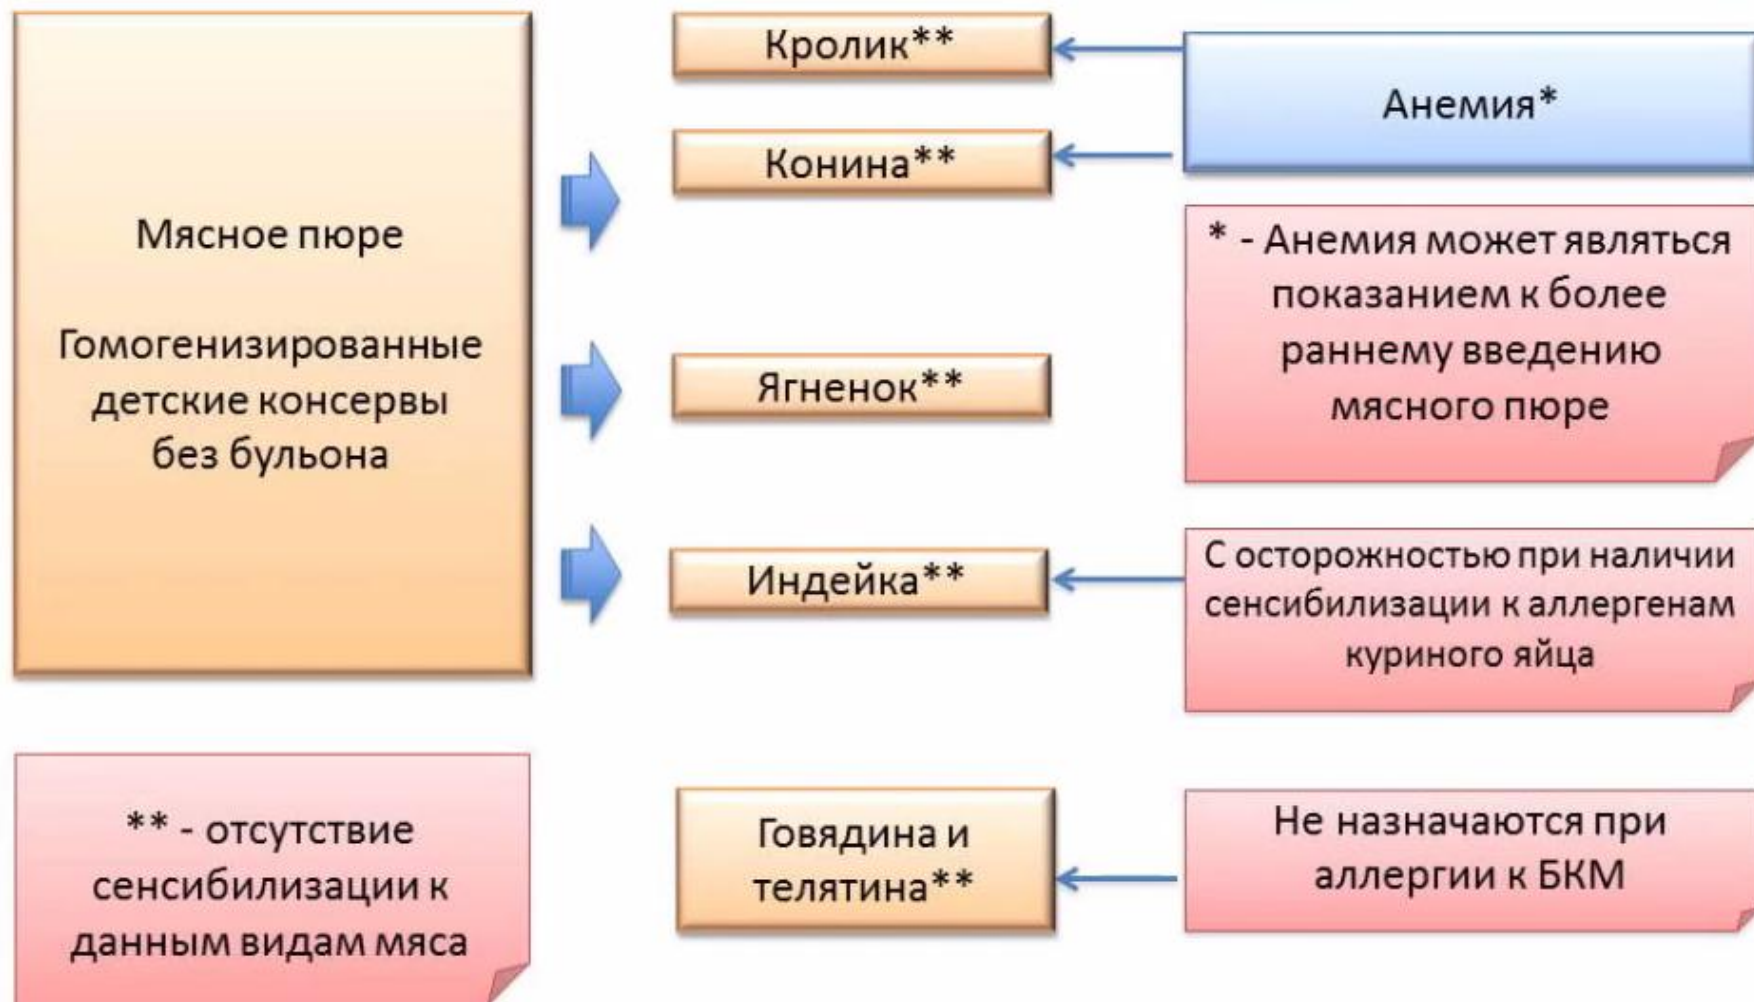 Мясное пюре
Гомогенизированные
детские консервы
без бульона
Кролик**
Конина**
Ягненок**
Индейка**
Говядина и
телятина**
Анемия*
* - Анемия может являться
показанием к более
раннему введению
мясного пюре
С осторожностью при наличии
сенсибилизации к аллергенам
куриного яйца
Не назначаются при
аллергии к БКМ
** - отсутствие
сенсибилизации к
данным видам мяса